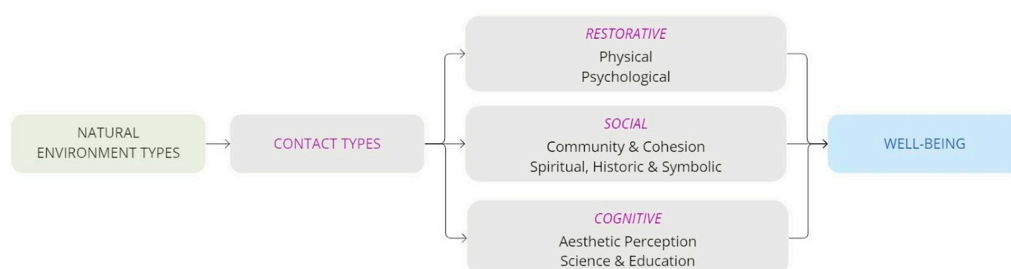 NATURAL
ENVIRONMENT TYPES
CONTACT TYPES
RESTORATIVE
Physical
Psychological
SOCIAL
Community & Cohesion
Spiritual, Historic & Symbolic
COGNITIVE
Aesthetic Perception
Science & Education
WELL-BEING